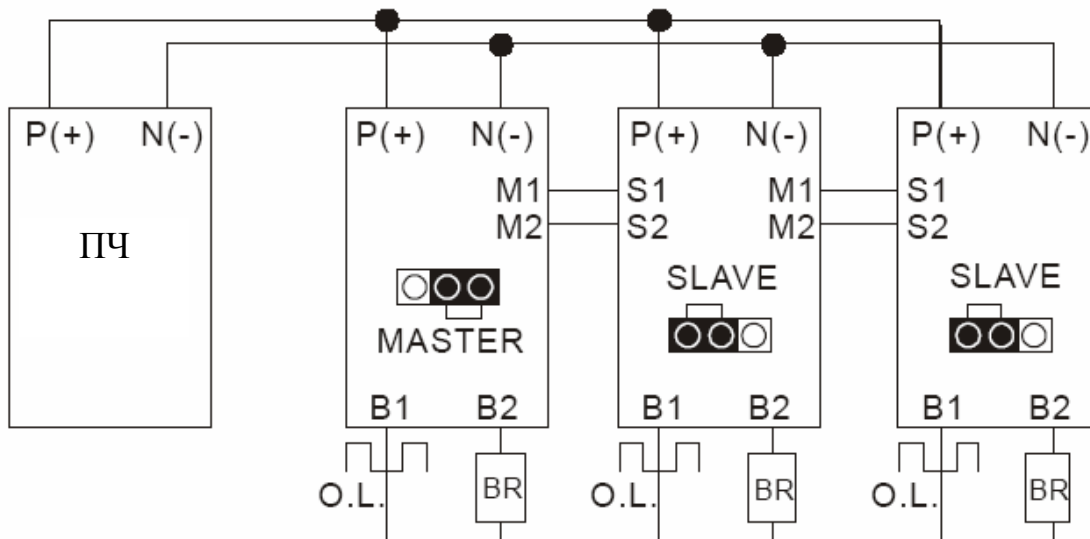 P(+) N(-) P(+) N(-) P(+) N(-) P(+) N(-)
M1 S1 M1 S1
M2 S2 M2 S2
ПЧ
SLAVE SLAVE
MASTER
B1 B2 B1 B2 B1 B2
O.L. BR O.L. BR O.L. BR